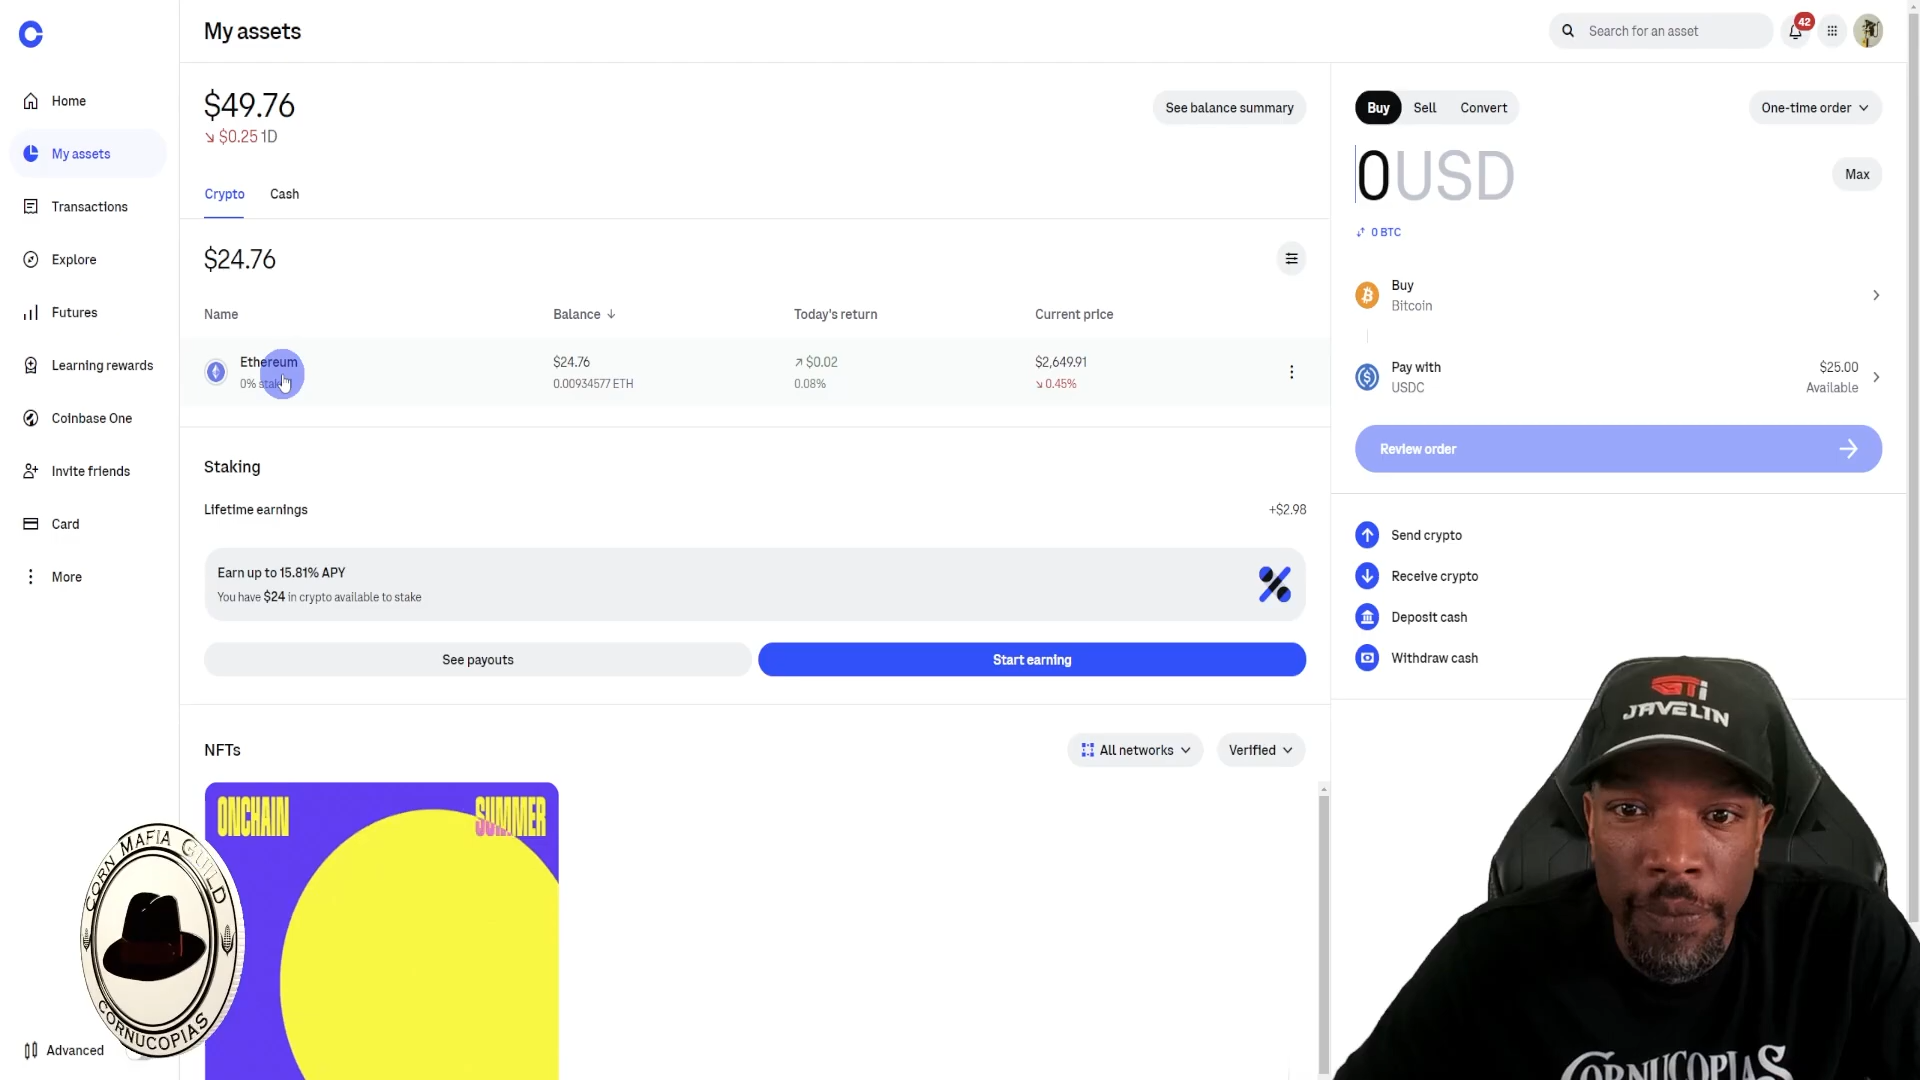 My assets
Search for an asset
42
Home
My assets
Transactions
Explore
Futures
Learning rewards
Coinbase One
Invite friends
Card
More
Advanced
$49.76
$0.25 1D
See balance summary
Crypto
Cash
$24.76
Name
Balance
Today's return
Current price
Ethereum
$24.76
$0.02
$2,649.91
0%
0.00934577 ETH
0.08%
0.45%
Staking
Lifetime earnings
+$2.98
Earn up to 15.81% APY
You have $24 in crypto available to stake
See payouts
Start earning
NFTs
All networks
Verified
ONCHAIN
SUMMER
Buy
Sell
Convert
One-time order
0USD
Max
0 BTC
Buy
Bitcoin
Pay with
USDC
$25.00
Available
Review order
Send crypto
Receive crypto
Deposit cash
Withdraw cash
GTi
JAVELIN
CORNUCOPIAS
CORN MAFIA GUILD
CORNUCOPIAS